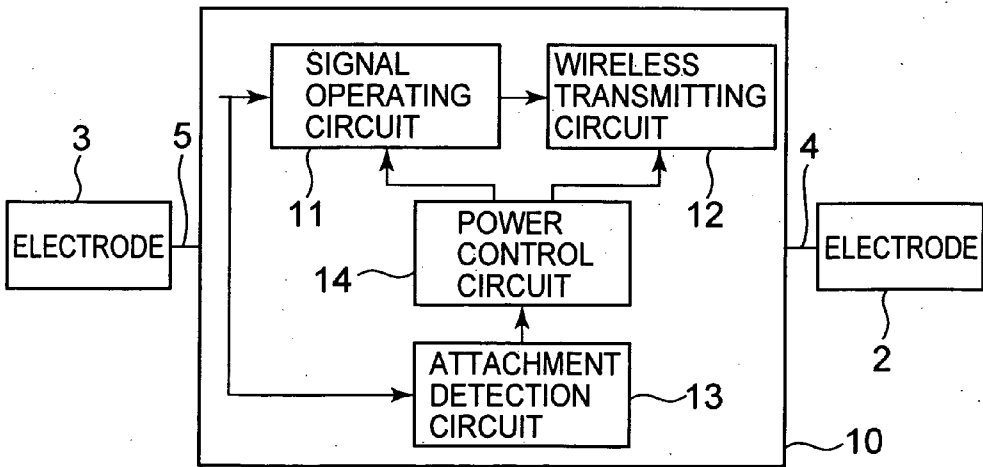 SIGNAL
OPERATING
CIRCUIT
WIRELESS
TRANSMITTING
CIRCUIT
3
5
11
12
4
ELECTRODE
POWER
CONTROL
CIRCUIT
14
ELECTRODE
2
ATTACHMENT
DETECTION
CIRCUIT
13
10